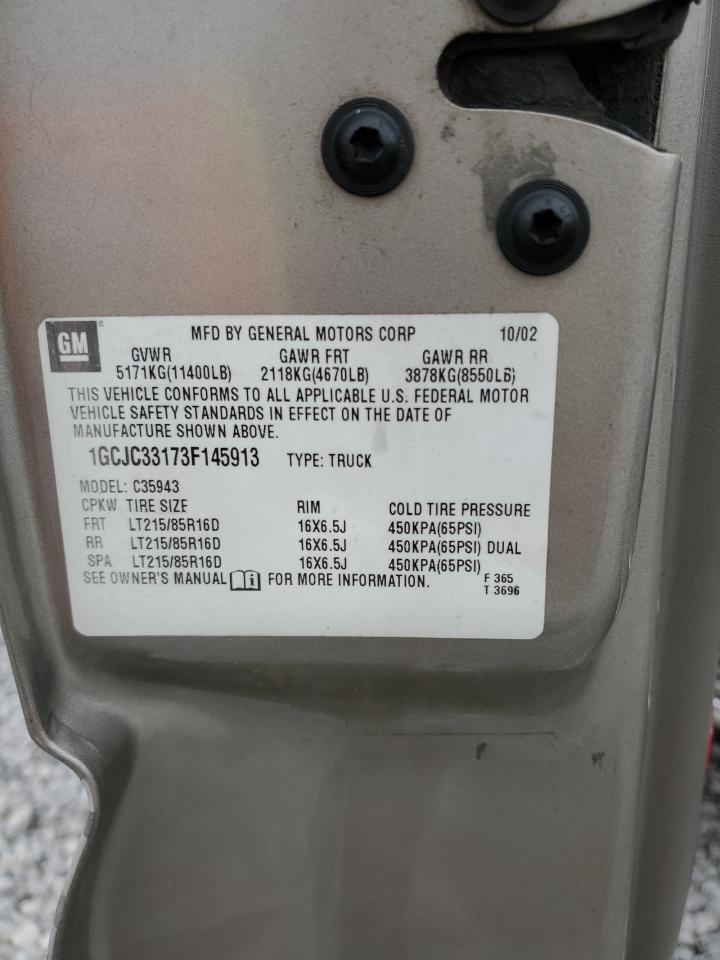 GM ® MFD BY GENERAL MOTORS CORP 10/02
GVWR GAWR FRT GAWR RR
5171KG(11400LB) 2118KG(4670LB) 3878KG(8550LB)
THIS VEHICLE CONFORMS TO ALL APPLICABLE U.S. FEDERAL MOTOR
VEHICLE SAFETY STANDARDS IN EFFECT ON THE DATE OF
MANUFACTURE SHOWN ABOVE.
1GCJC33173F145913 TYPE: TRUCK
MODEL: C35943
CPKW TIRE SIZE RIM COLD TIRE PRESSURE
FRT LT215/85R16D 16X6.5J 450KPA(65PSI)
RR LT215/85R16D 16X6.5J 450KPA(65PSI) DUAL
SPA LT215/85R16D 16X6.5J 450KPA(65PSI)
SEE OWNER'S MANUAL i FOR MORE INFORMATION. F 365
T 3696